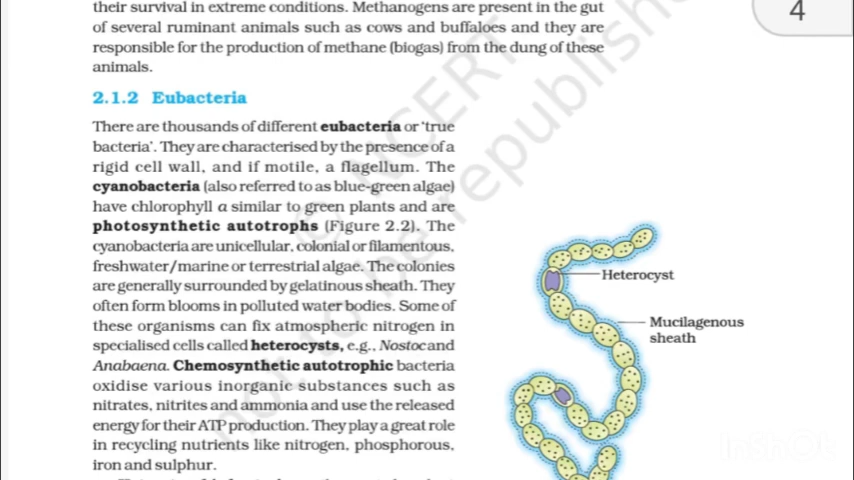 their survival in extreme conditions. Methanogens are present in the gut
of several ruminant animals such as cows and buffaloes and they are
responsible for the production of methane (biogas) from the dung of these
animals.
4
2.1.2 Eubacteria
There are thousands of different eubacteria or 'true
bacteria'. They are characterised by the presence of a
rigid cell wall, and if motile, a flagellum. The
cyanobacteria (also referred to as blue-green algae)
have chlorophyll a similar to green plants and are
photosynthetic autotrophs (Figure 2.2). The
cyanobacteria are unicellular, colonial or filamentous,
freshwater/marine or terrestrial algae. The colonies
are generally surrounded by gelatinous sheath. They
often form blooms in polluted water bodies. Some of
these organisms can fix atmospheric nitrogen in
specialised cells called heterocysts, e.g., Nostoc and
Anabaena. Chemosynthetic autotrophic bacteria
oxidise various inorganic substances such as
nitrates, nitrites and ammonia and use the released
energy for their ATP production. They play a great role
in recycling nutrients like nitrogen, phosphorous,
iron and sulphur.
Heterocyst
Mucilagenous
sheath
© NCERT
not to be republished
InShOt